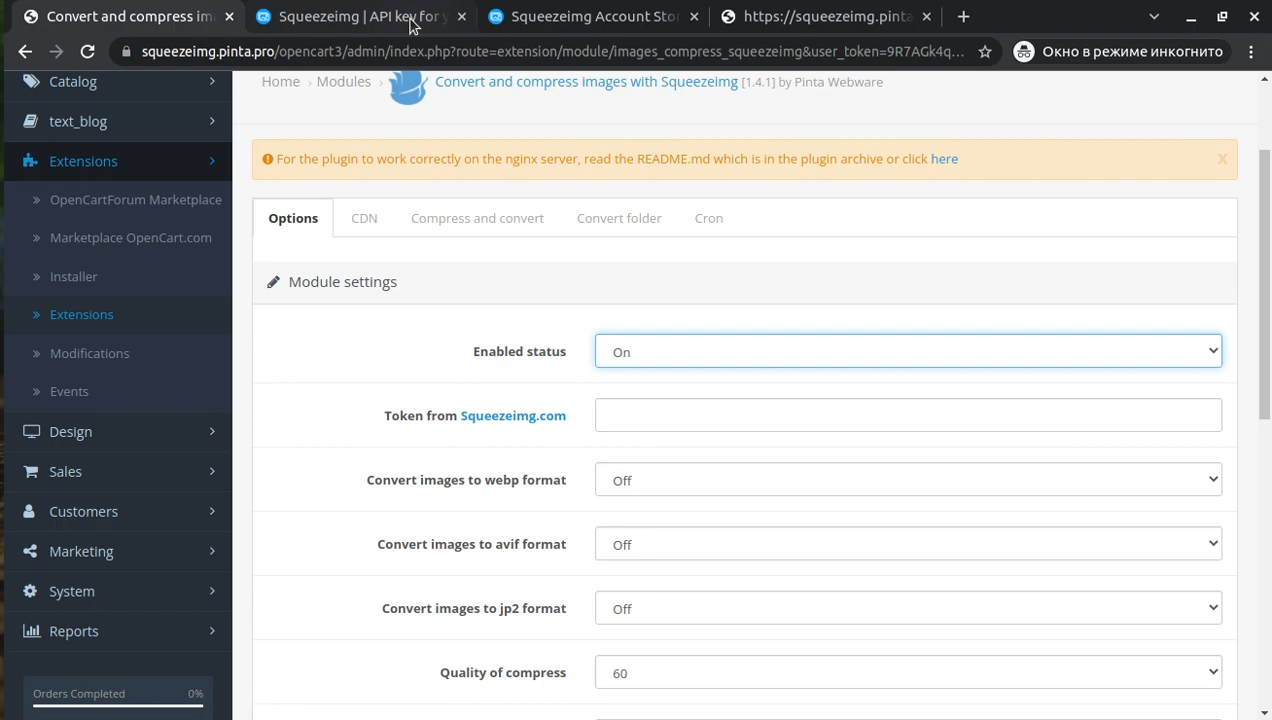 Convert and compress im
Squeezeimg | API key for y
Squeezeimg Account Sto
https://squeezeimg.pinta
squeezeimg.pinta.pro/opencart3/admin/index.php?route=extension/module/images_compress_squeezeimg&user_token=9R7AGk4q...
Окно в режиме инкогнито
Catalog
text_blog
Extensions
OpenCartForum Marketplace
Marketplace OpenCart.com
Installer
Extensions
Modifications
Events
Design
Sales
Customers
Marketing
System
Reports
Orders Completed 0%
Home › Modules › Convert and compress images with Squeezeimg [1.4.1] by Pinta Webware
For the plugin to work correctly on the nginx server, read the README.md which is in the plugin archive or click here X
Options CDN Compress and convert Convert folder Cron
Module settings
Enabled status On
Token from Squeezeimg.com
Convert images to webp format Off
Convert images to avif format Off
Convert images to jp2 format Off
Quality of compress 60